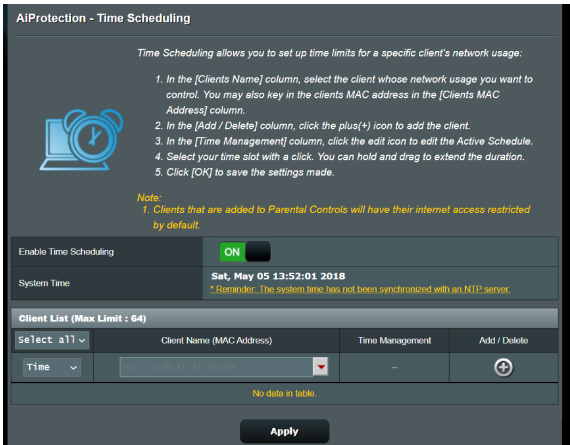 AiProtection - Time Scheduling
Time Scheduling allows you to set up time limits for a specific client's network usage:
1. In the [Clients Name] column, select the client whose network usage you want to
control. You may also key in the clients MAC address in the [Clients MAC
Address] column.
2. In the [Add / Delete] column, click the plus(+) icon to add the client.
3. In the [Time Management] column, click the edit icon to edit the Active Schedule.
4. Select your time slot with a click. You can hold and drag to extend the duration.
5. Click [OK] to save the settings made.
Note:
1. Clients that are added to Parental Controls will have their internet access restricted
by default.
Enable Time Scheduling ON
System Time Sat, May 05 13:52:01 2018
* Reminder: The system time has not been synchronized with an NTP server.
Client List (Max Limit : 64)
Select all Client Name (MAC Address) Time Management Add / Delete
Time –
No data in table.
Apply